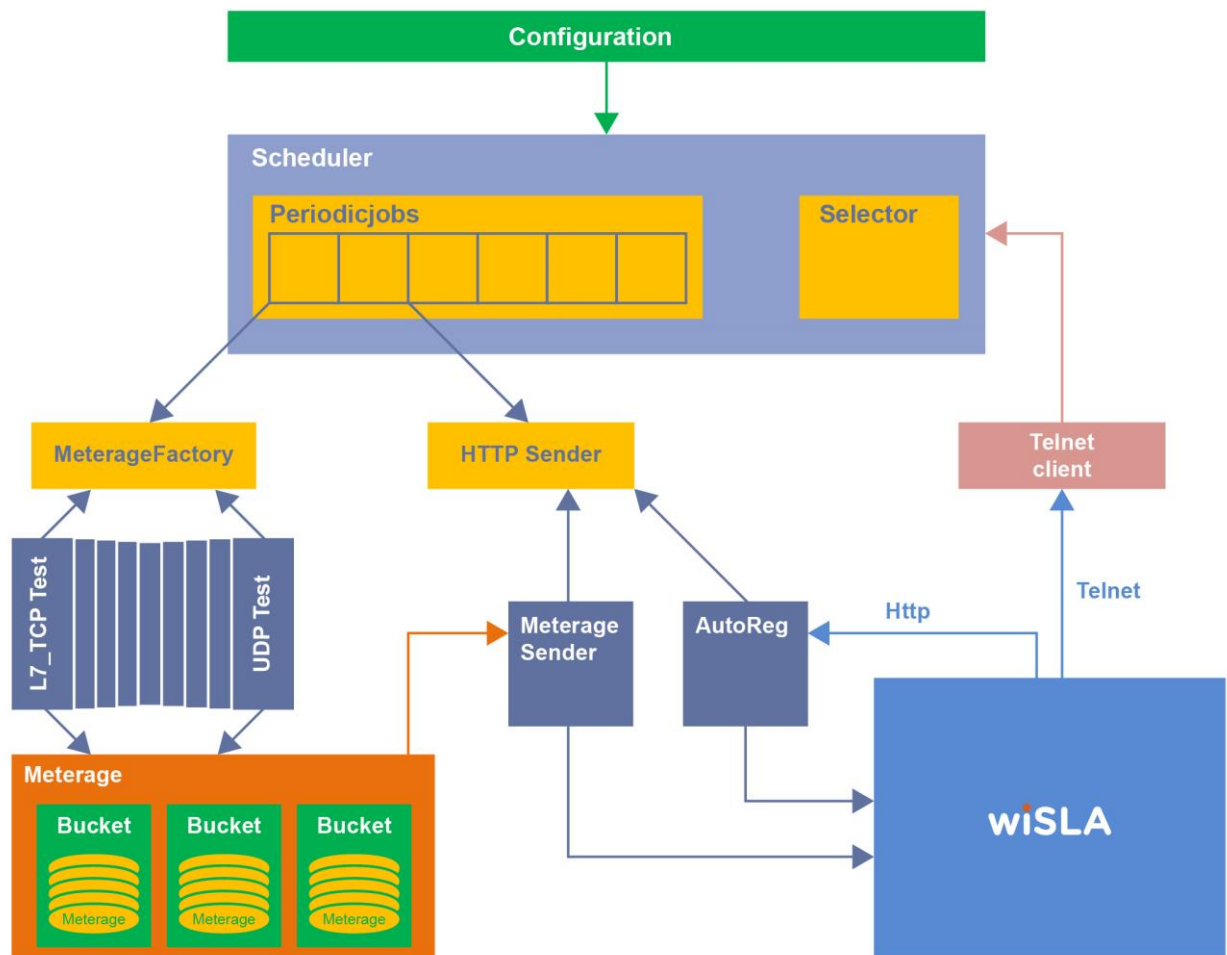 Configuration
Scheduler
Periodicjobs
Selector
MeterageFactory
HTTP Sender
Telnet
client
L7_TCP Test
UDP Test
Meterage
Sender
AutoReg
Http
Telnet
Meterage
Bucket
Bucket
Bucket
Meterage
Meterage
Meterage
wiSLA